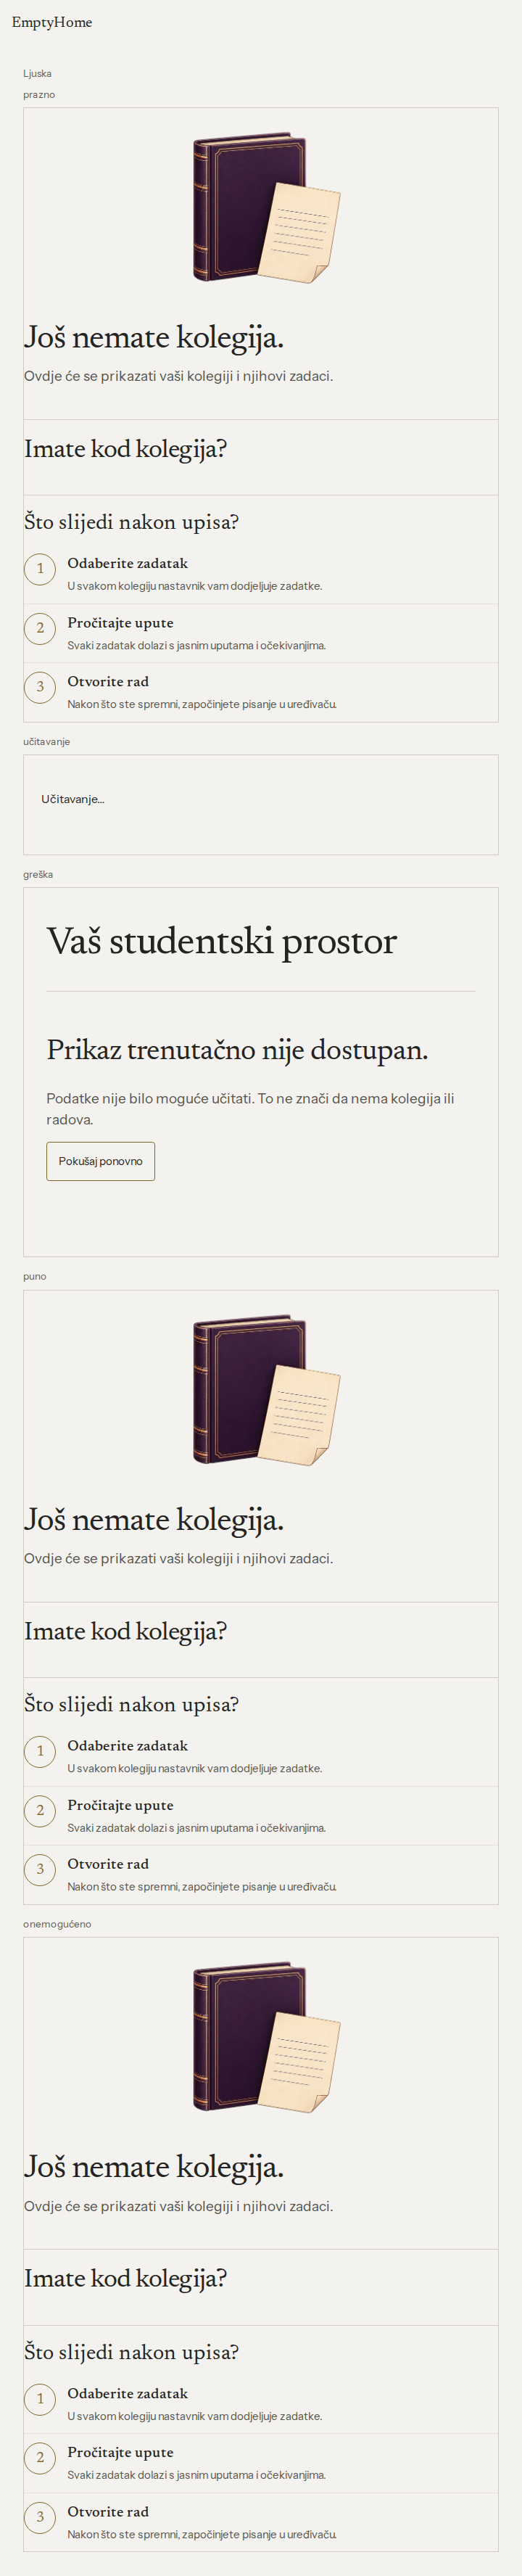 EmptyHome
Ljuska
prazno
Još nemate kolegija.
Ovdje će se prikazati vaši kolegiji i njihovi zadaci.
Imate kod kolegija?
Što slijedi nakon upisa?
1
Odaberite zadatak
U svakom kolegiju nastavnik vam dodjeljuje zadatke.
2
Pročitajte upute
Svaki zadatak dolazi s jasnim uputama i očekivanjima.
3
Otvorite rad
Nakon što ste spremni, započinjete pisanje u uređivaču.
učitavanje
Učitavanje…
greška
Vaš studentski prostor
Prikaz trenutačno nije dostupan.
Podatke nije bilo moguće učitati. To ne znači da nema kolegija ili
radova.
Pokušaj ponovno
puno
Još nemate kolegija.
Ovdje će se prikazati vaši kolegiji i njihovi zadaci.
Imate kod kolegija?
Što slijedi nakon upisa?
1
Odaberite zadatak
U svakom kolegiju nastavnik vam dodjeljuje zadatke.
2
Pročitajte upute
Svaki zadatak dolazi s jasnim uputama i očekivanjima.
3
Otvorite rad
Nakon što ste spremni, započinjete pisanje u uređivaču.
onemogućeno
Još nemate kolegija.
Ovdje će se prikazati vaši kolegiji i njihovi zadaci.
Imate kod kolegija?
Što slijedi nakon upisa?
1
Odaberite zadatak
U svakom kolegiju nastavnik vam dodjeljuje zadatke.
2
Pročitajte upute
Svaki zadatak dolazi s jasnim uputama i očekivanjima.
3
Otvorite rad
Nakon što ste spremni, započinjete pisanje u uređivaču.